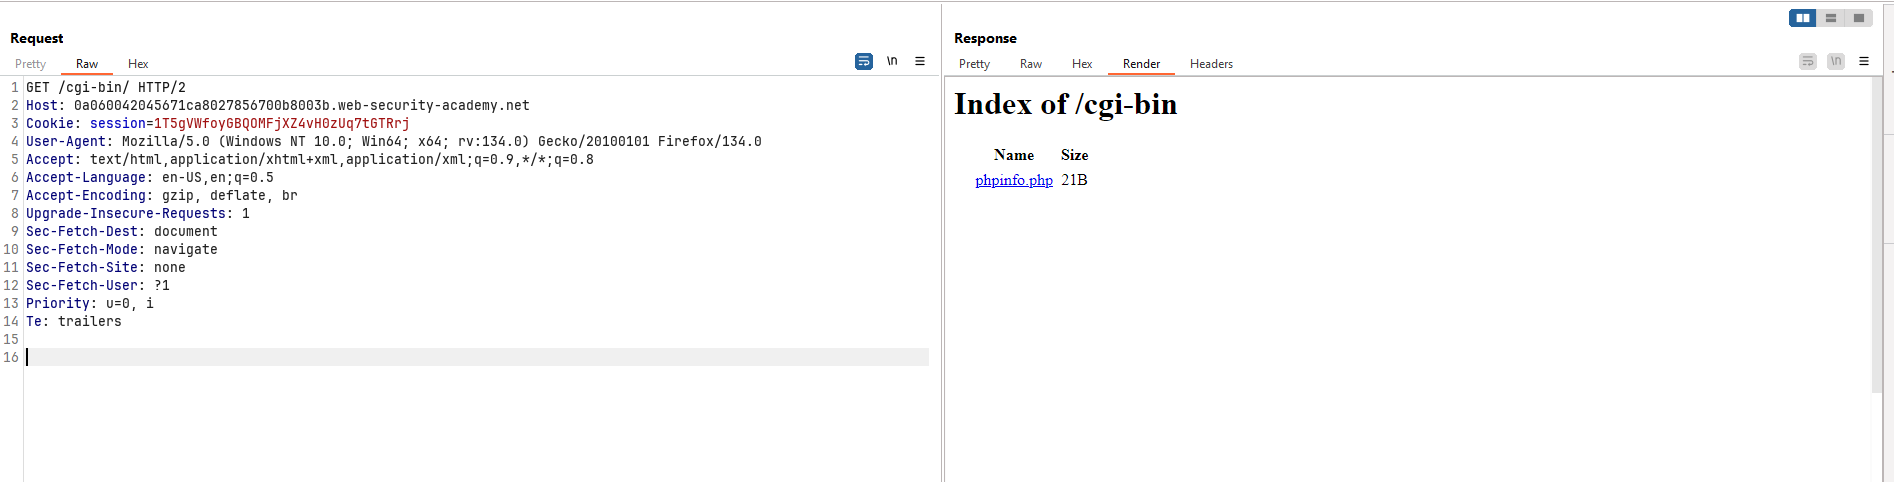 Request
Pretty Raw Hex
\n
1 GET /cgi-bin/ HTTP/2
2 Host: 0a060042045671ca8027856700b8003b.web-security-academy.net
3 Cookie: session=1T5gVWfoyGBQOMFjXZ4vH0zUq7tGTRrj
4 User-Agent: Mozilla/5.0 (Windows NT 10.0; Win64; x64; rv:134.0) Gecko/20100101 Firefox/134.0
5 Accept: text/html,application/xhtml+xml,application/xml;q=0.9,*/*;q=0.8
6 Accept-Language: en-US,en;q=0.5
7 Accept-Encoding: gzip, deflate, br
8 Upgrade-Insecure-Requests: 1
9 Sec-Fetch-Dest: document
10 Sec-Fetch-Mode: navigate
11 Sec-Fetch-Site: none
12 Sec-Fetch-User: ?1
13 Priority: u=0, i
14 Te: trailers
15
16
Response
Pretty Raw Hex Render Headers
\n
Index of /cgi-bin
Name Size
phpinfo.php 21B